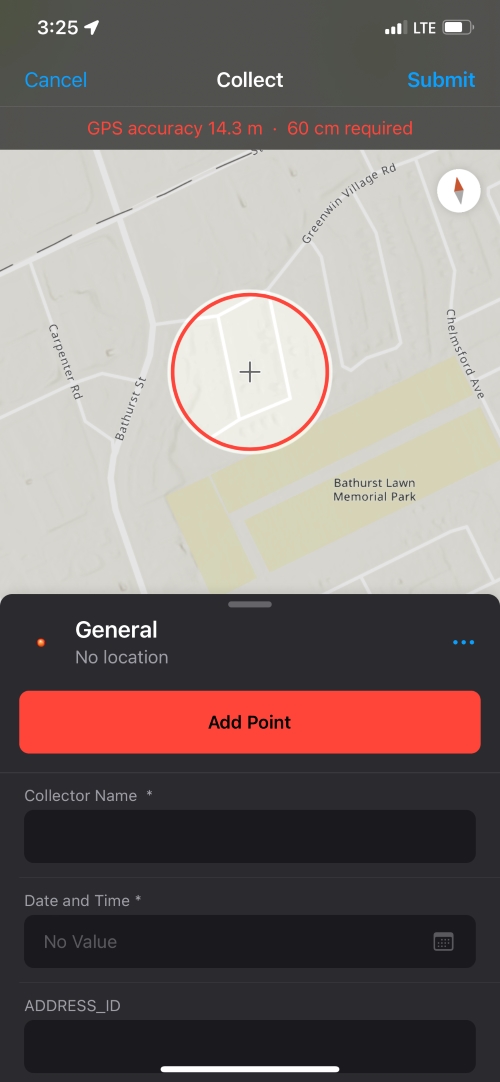 3:25
LTE
Cancel
Collect
Submit
GPS accuracy 14.3 m · 60 cm required
Greenwin Village Rd
Carpenter Rd
Bathurst St
Chelmsford Ave
Bathurst Lawn
Memorial Park
General
No location
Add Point
Collector Name *
Date and Time *
No Value
ADDRESS_ID